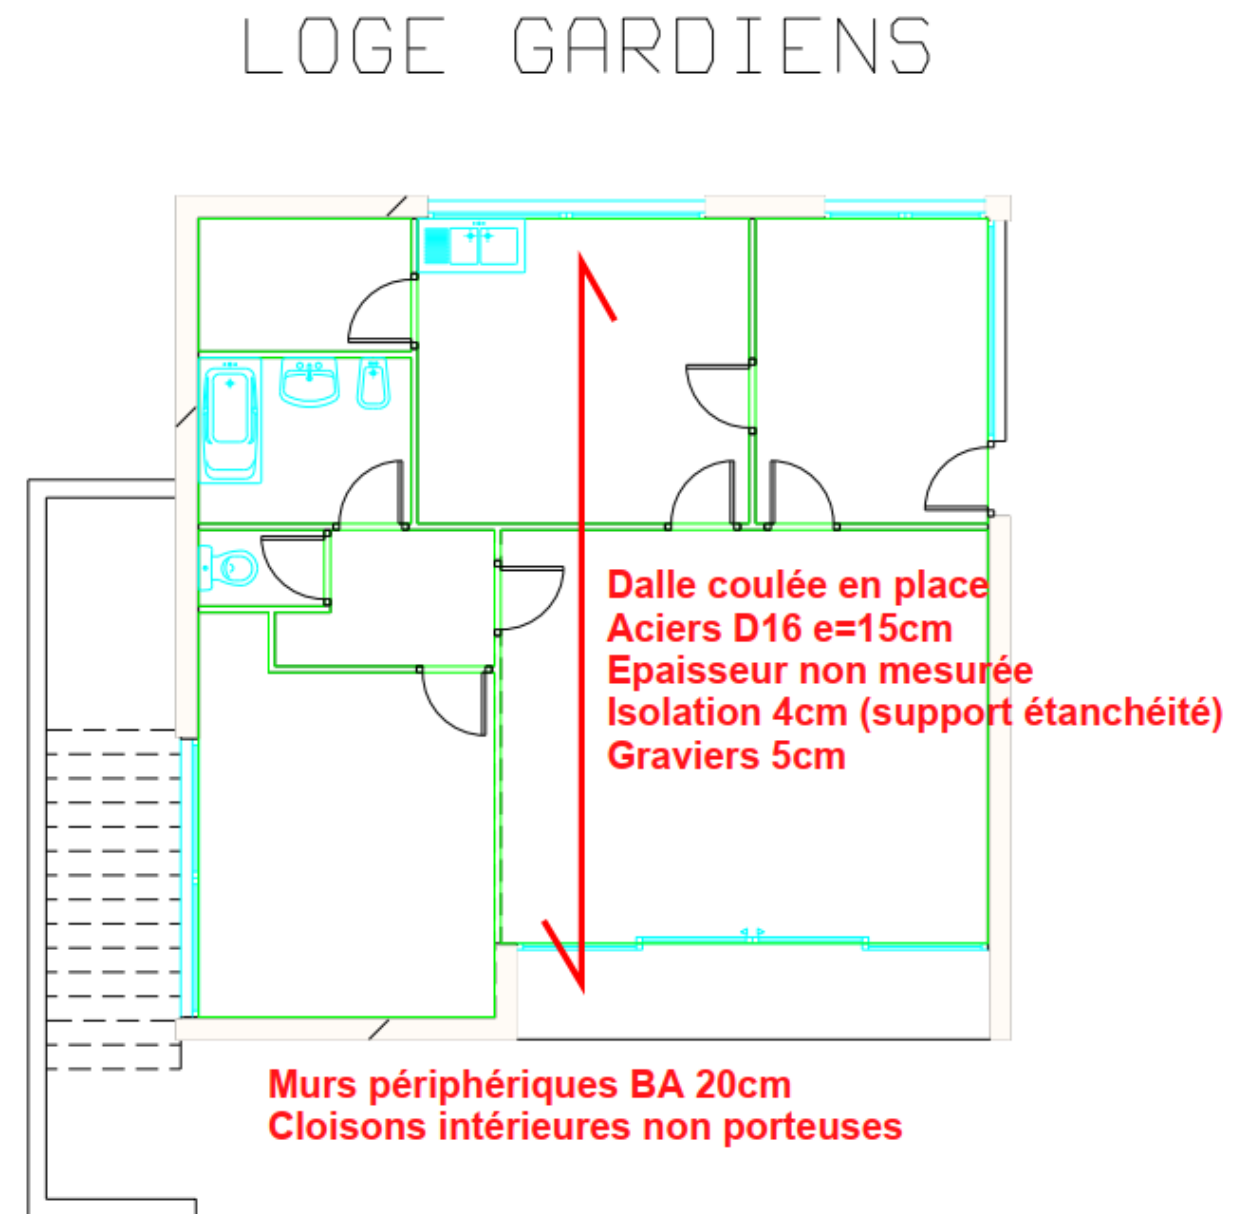 LOGE GARDIENS
Dalle coulée en place
Aciers D16 e=15cm
Epaisseur non mesurée
Isolation 4cm (support étanchéité)
Graviers 5cm
Murs périphériques BA 20cm
Cloisons intérieures non porteuses